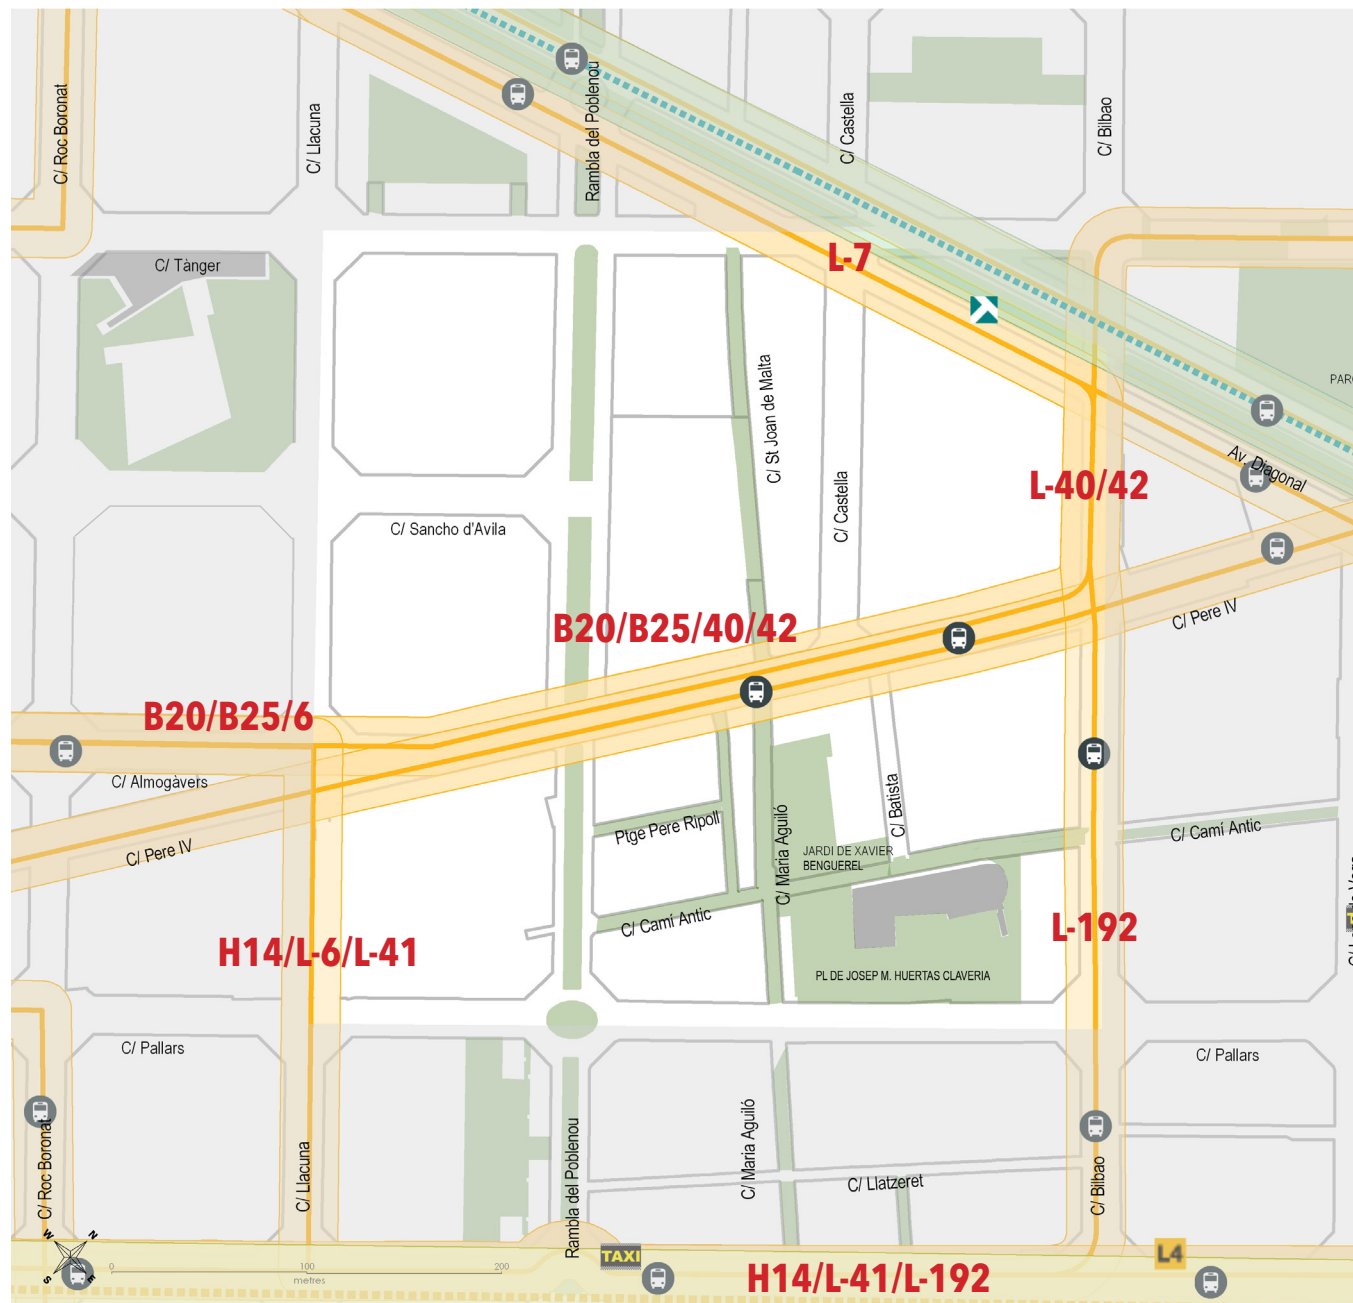 C/ Roc Boronat
C/ Llacuna
Rambla del Poblenou
C/ Castella
C/ Bilbao
C/ Tànger
L-7
PARC
C/ St Joan de Malta
C/ Castella
L-40/42
Av. Diagonal
C/ Sancho d'Avila
B20/B25/40/42
C/ Pere IV
B20/B25/6
C/ Almogàvers
C/ Pere IV
Ptge Pere Ripoll
C/ Maria Aguiló
C/ Batista
JARDI DE XAVIER
BENGUEREL
C/ Camí Antic
C/ Camí Antic
H14/L-6/L-41
L-192
PL DE JOSEP M. HUERTAS CLAVERIA
C/ Pallars
C/ Pallars
C/ Roc Boronat
C/ Llacuna
Rambla del Poblenou
C/ Maria Aguiló
C/ Llatzeret
C/ Bilbao
W N
S E
0 100 200
metres
TAXI
L4
H14/L-41/L-192